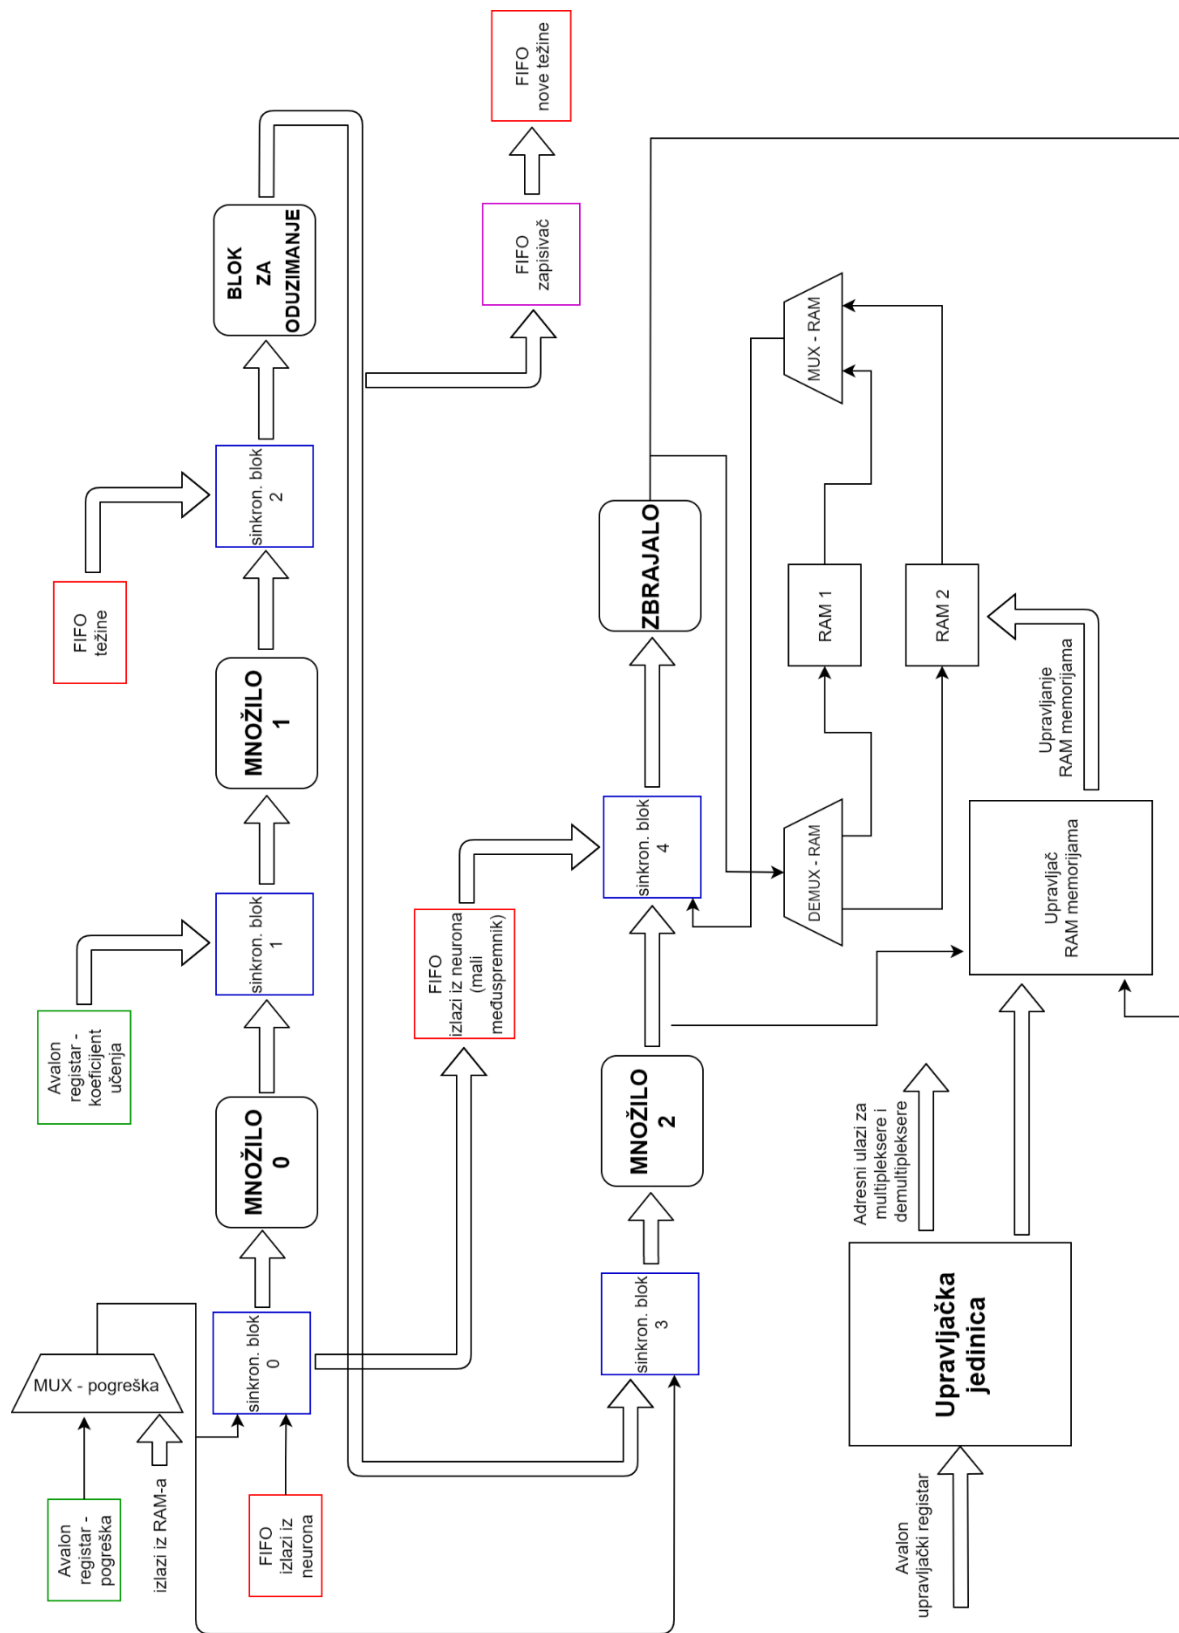 FIFO
nove težine
BLOK
ZA
ODUZIMANJE
FIFO
zapisivač
MUX - RAM
sinkron. blok
2
FIFO
težine
ZBRAJALO
RAM 1
RAM 2
MNOŽILO
1
Upravljanje
RAM memorijama
sinkron. blok
4
DEMUX - RAM
Upravljač
RAM memorijama
sinkron. blok
1
FIFO
izlazi iz neurona
(mali
međuspremnik)
Avalon
registar -
koeficijent
učenja
MNOŽILO
0
MNOŽILO
2
Adresni ulazi za
multipleksere i
demultipleksere
sinkron. blok
0
sinkron. blok
3
Upravljačka
jedinica
MUX - pogreška
Avalon
registar -
pogreška
izlazi iz RAM-a
FIFO
izlazi iz
neurona
Avalon
upravljački registar